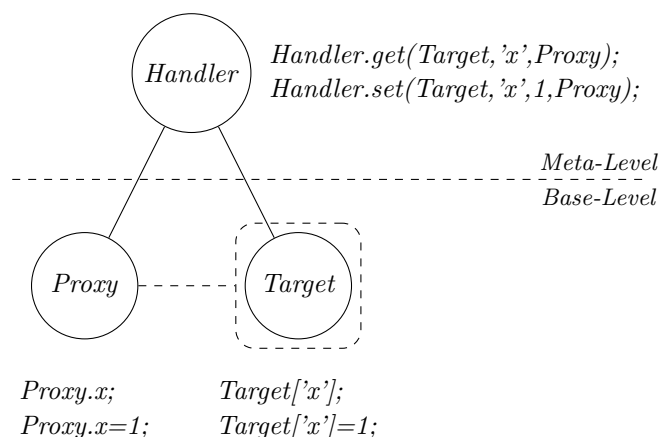 Handler
Handler.get(Target,'x',Proxy);
Handler.set(Target,'x',1,Proxy);
Meta-Level
Base-Level
Proxy
Target
Proxy.x;
Target['x'];
Proxy.x=1;
Target['x']=1;